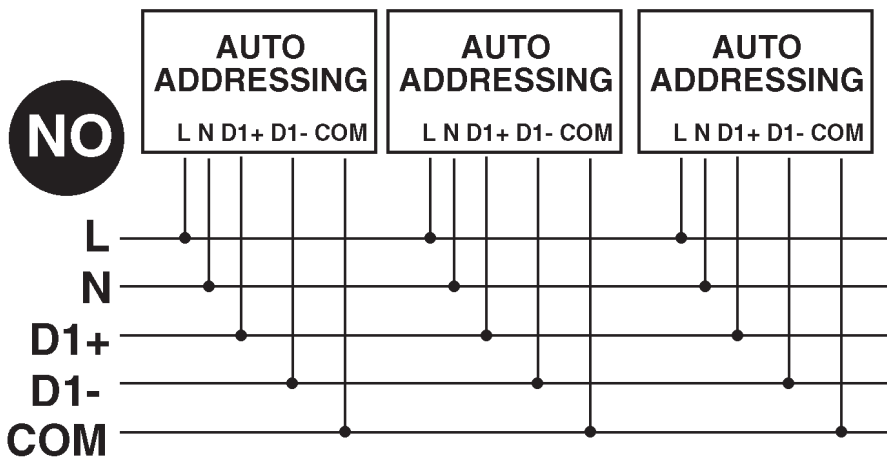 AUTO
ADDRESSING
L N D1+ D1- COM
AUTO
ADDRESSING
L N D1+ D1- COM
AUTO
ADDRESSING
L N D1+ D1- COM
NO
L
N
D1+
D1-
COM